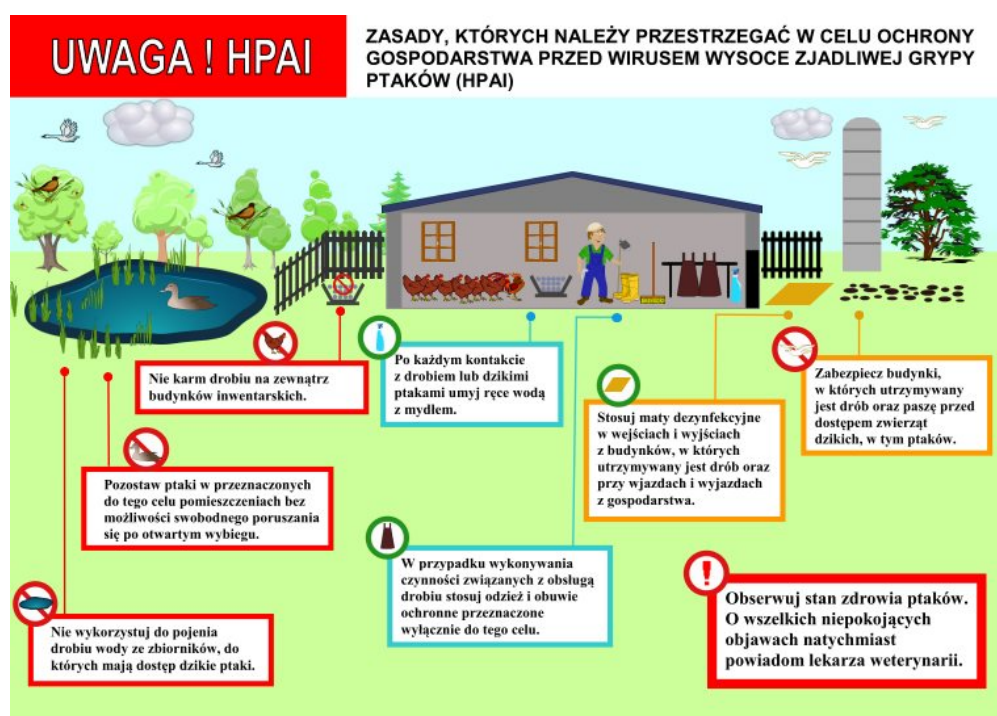 UWAGA ! HPAI
ZASADY, KTÓRYCH NALEŻY PRZESTRZEGAĆ W CELU OCHRONY
GOSPODARSTWA PRZED WIRUSEM WYSOCE ZJADLIWEJ GRYPY
PTAKÓW (HPAI)
Nie karm drobiu na zewnątrz
budynków inwentarskich.
Po każdym kontakcie
z drobiem lub dzikimi
ptakami umyj ręce wodą
z mydłem.
Stosuj maty dezynfekcyjne
w wejściach i wyjściach
z budynków, w których
utrzymywany jest drób oraz
przy wjazdach i wyjazdach
z gospodarstwa.
Zabezpiecz budynki,
w których utrzymywany
jest drób oraz paszę przed
dostępem zwierząt
dzikich, w tym ptaków.
Pozostaw ptaki w przeznaczonych
do tego celu pomieszczeniach bez
możliwości swobodnego poruszania
się po otwartym wybiegu.
W przypadku wykonywania
czynności związanych z obsługą
drobiu stosuj odzież i obuwie
ochronne przeznaczone
wyłącznie do tego celu.
Nie wykorzystuj do pojenia
drobiu wody ze zbiorników, do
których mają dostęp dzikie ptaki.
Obserwuj stan zdrowia ptaków.
O wszelkich niepokojących
objawach natychmiast
powiadom lekarza weterynarii.